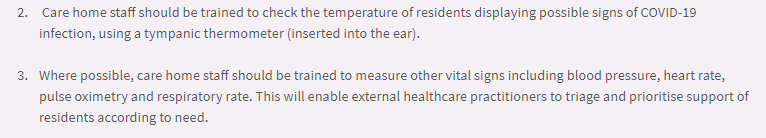 2. Care home staff should be trained to check the temperature of residents displaying possible signs of COVID-19
infection, using a tympanic thermometer (inserted into the ear).
3. Where possible, care home staff should be trained to measure other vital signs including blood pressure, heart rate,
pulse oximetry and respiratory rate. This will enable external healthcare practitioners to triage and prioritise support of
residents according to need.